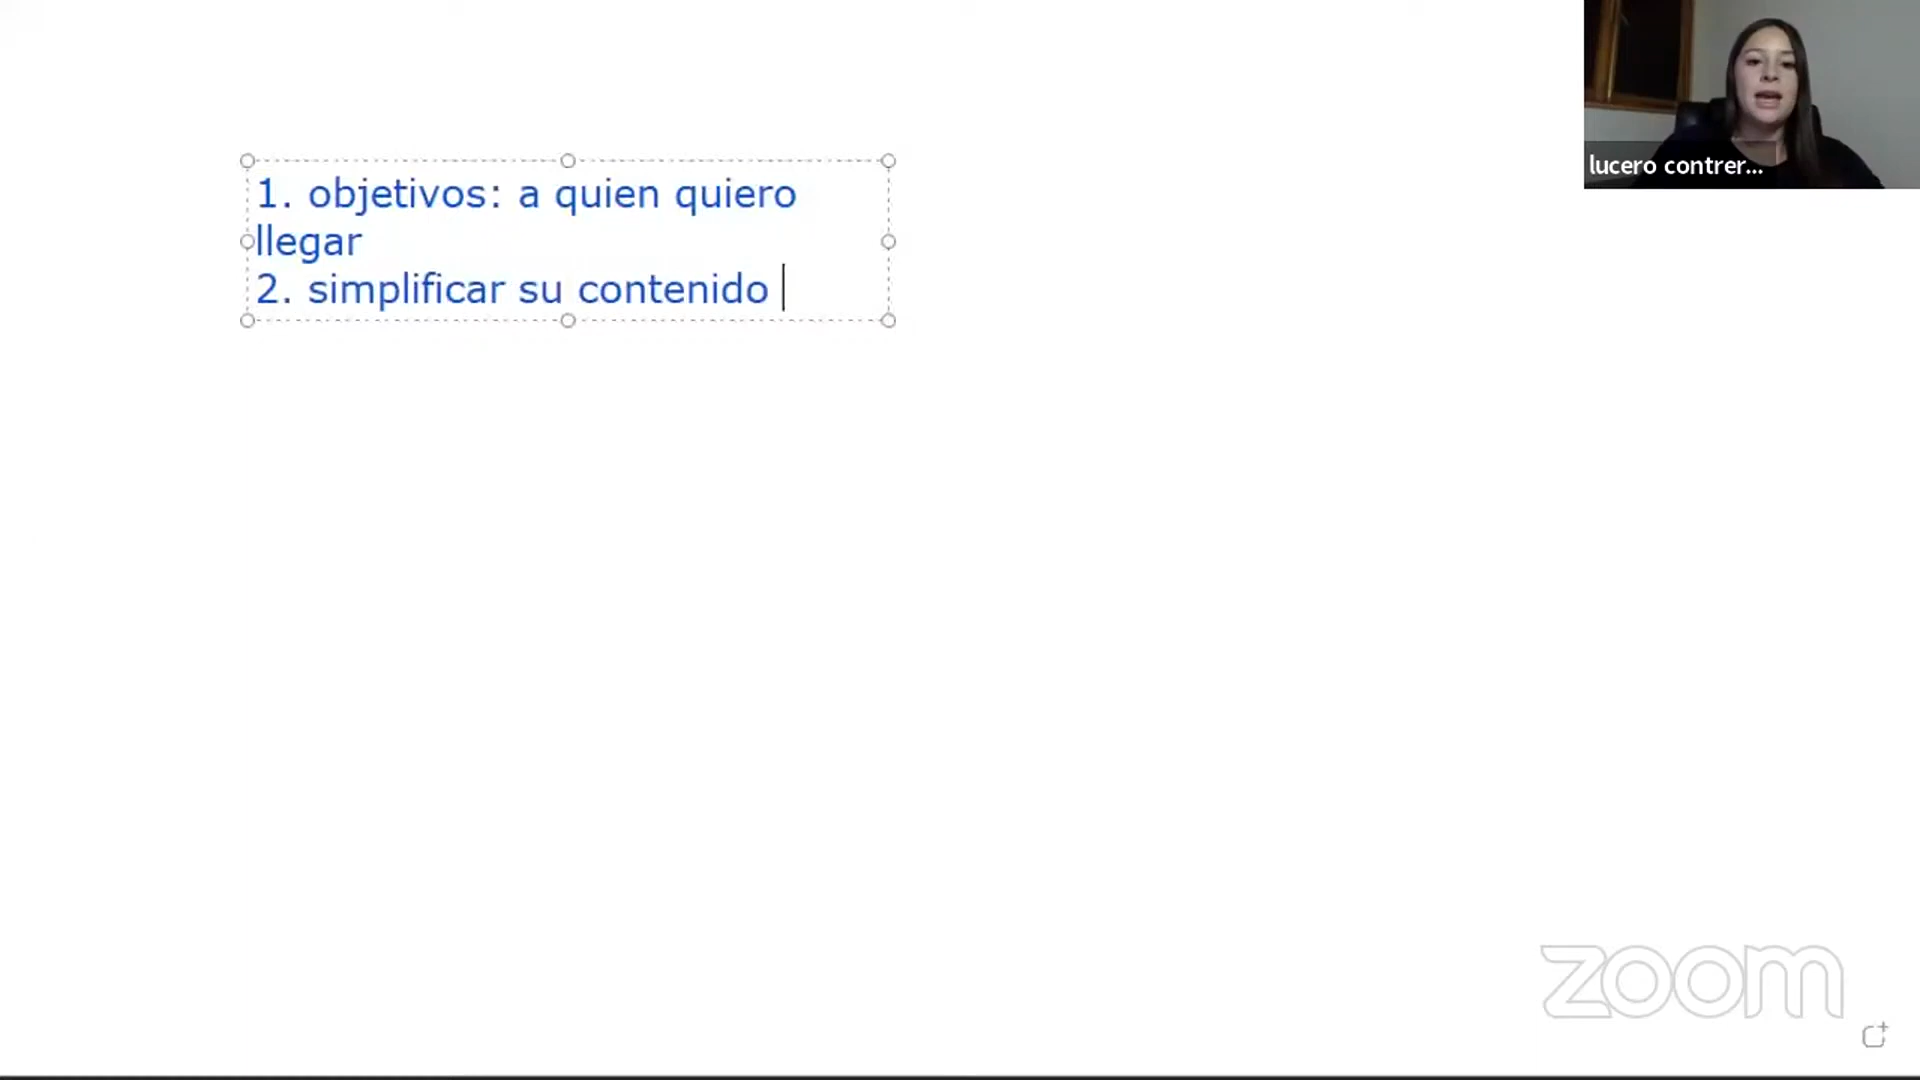 lucero contrer...
1. objetivos: a quien quiero
llegar
2. simplificar su contenido
zoom